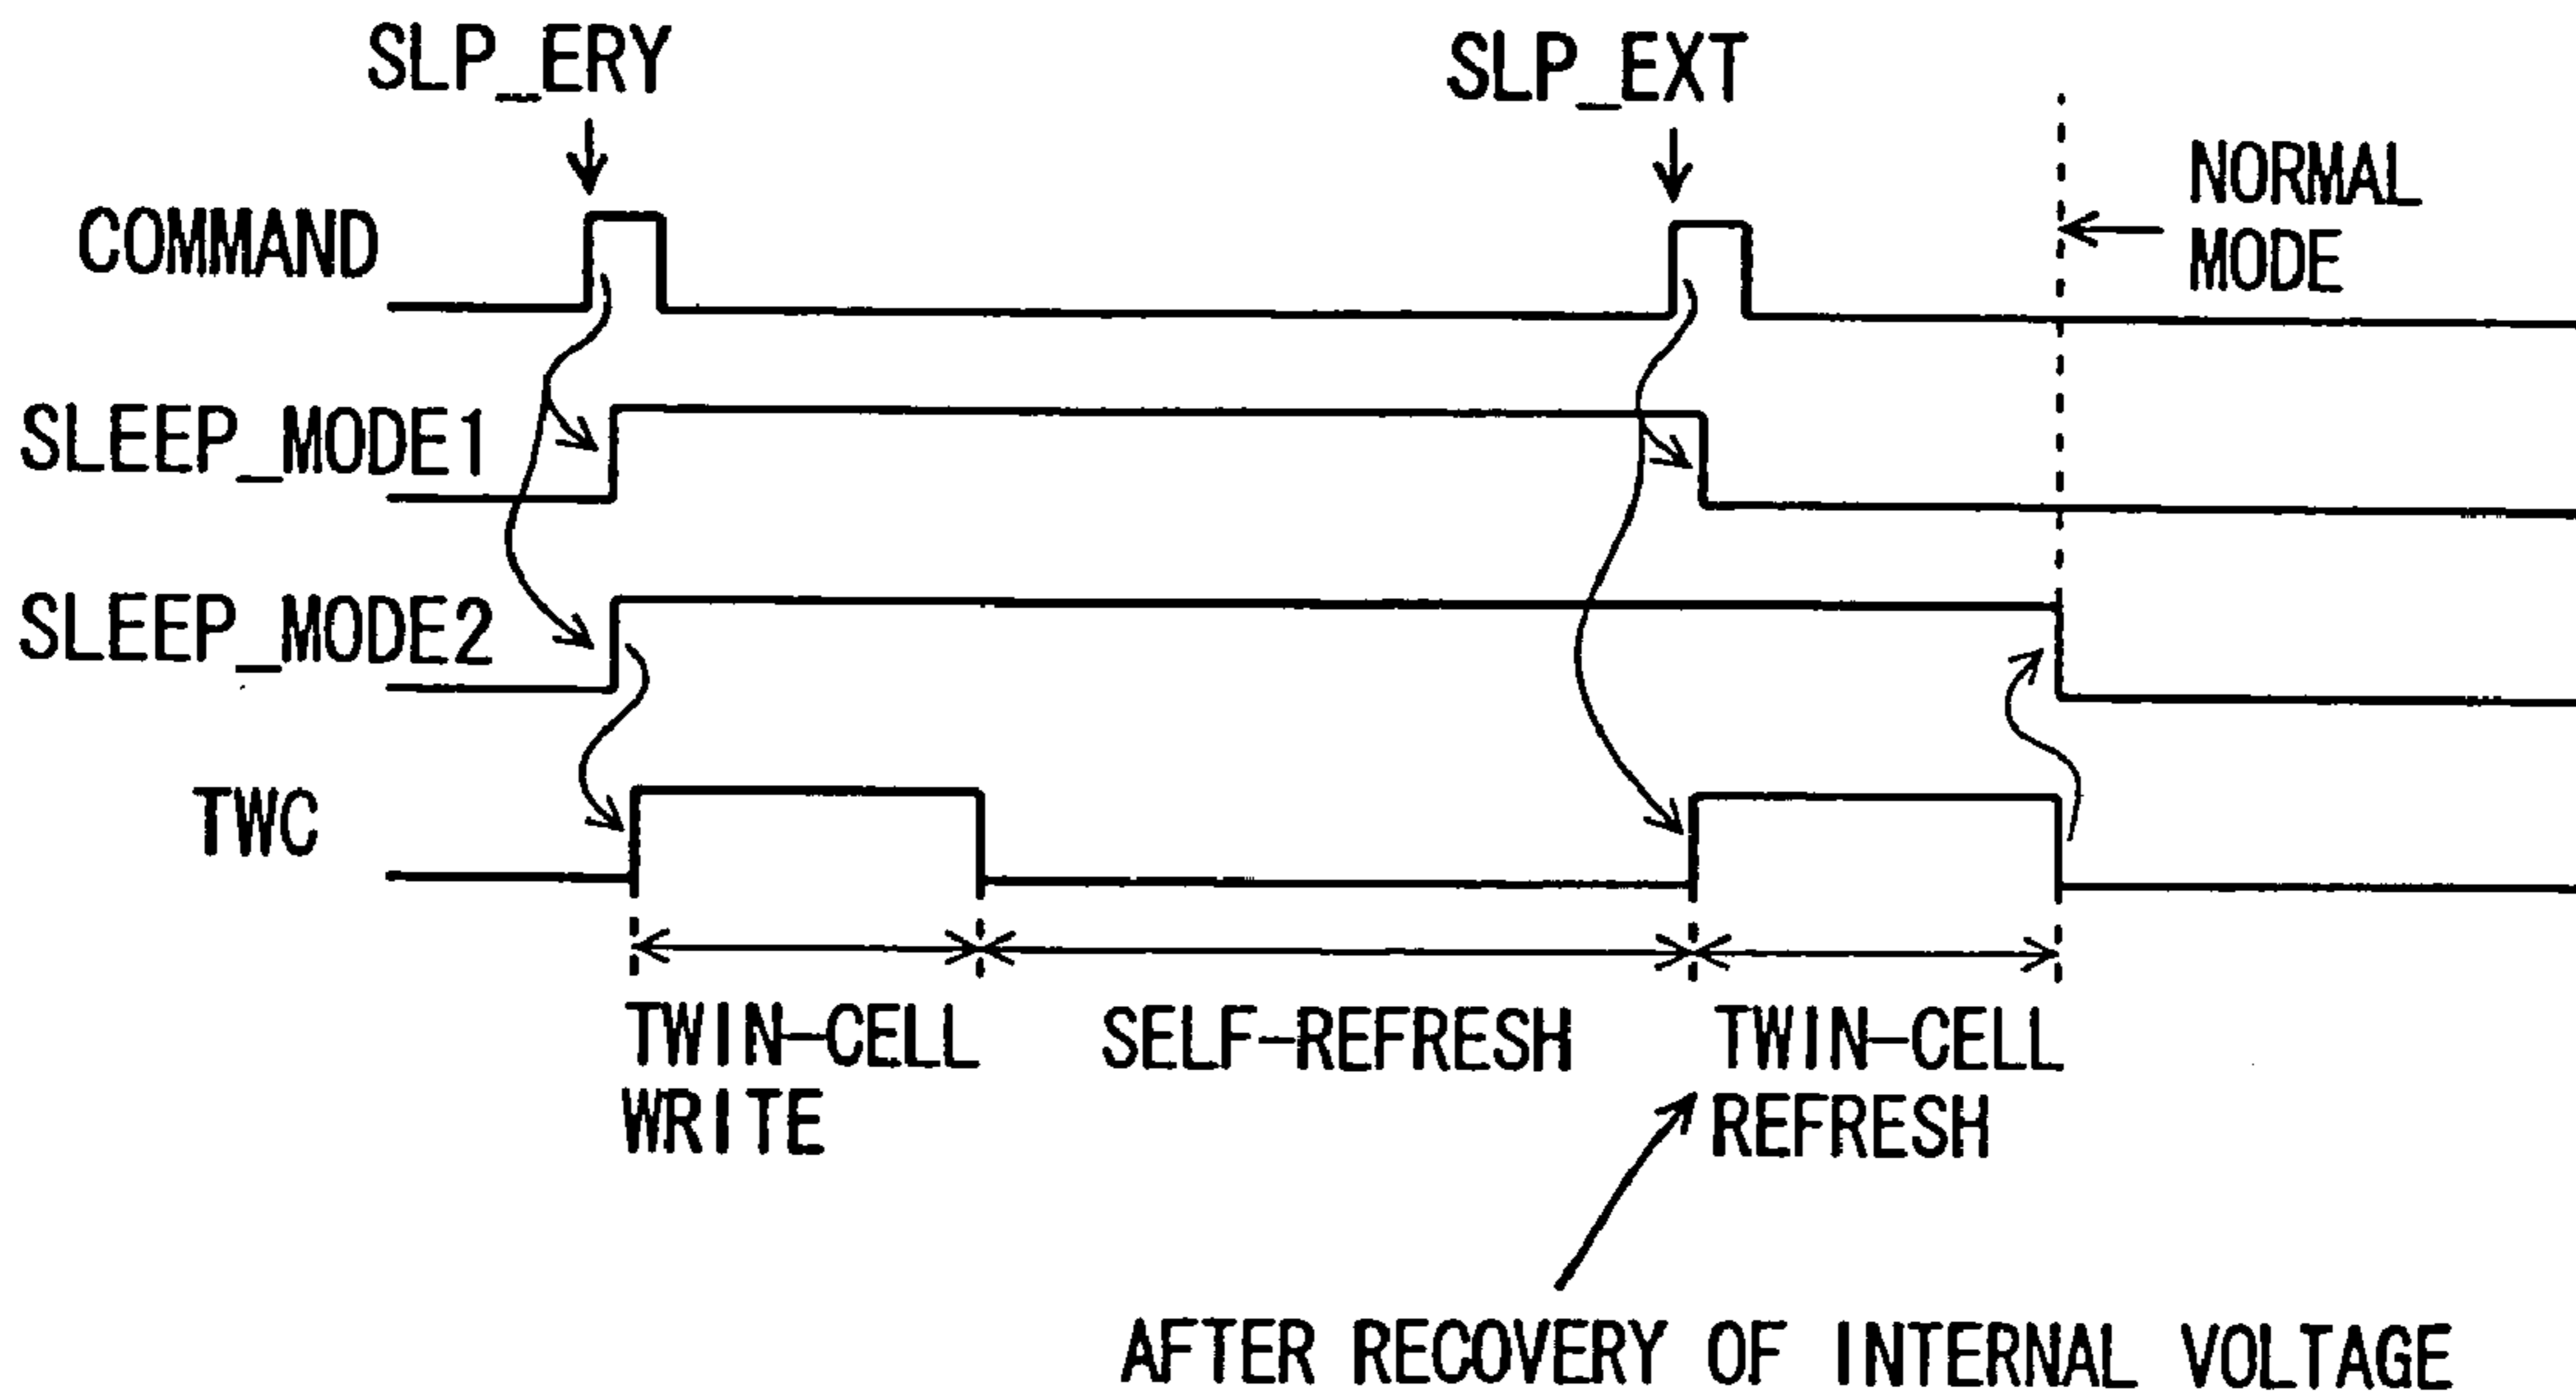 SLP_ERY
SLP_EXT
NORMAL
MODE
COMMAND
SLEEP_MODE1
SLEEP_MODE2
TWC
TWIN-CELL
WRITE
SELF-REFRESH
TWIN-CELL
REFRESH
AFTER RECOVERY OF INTERNAL VOLTAGE